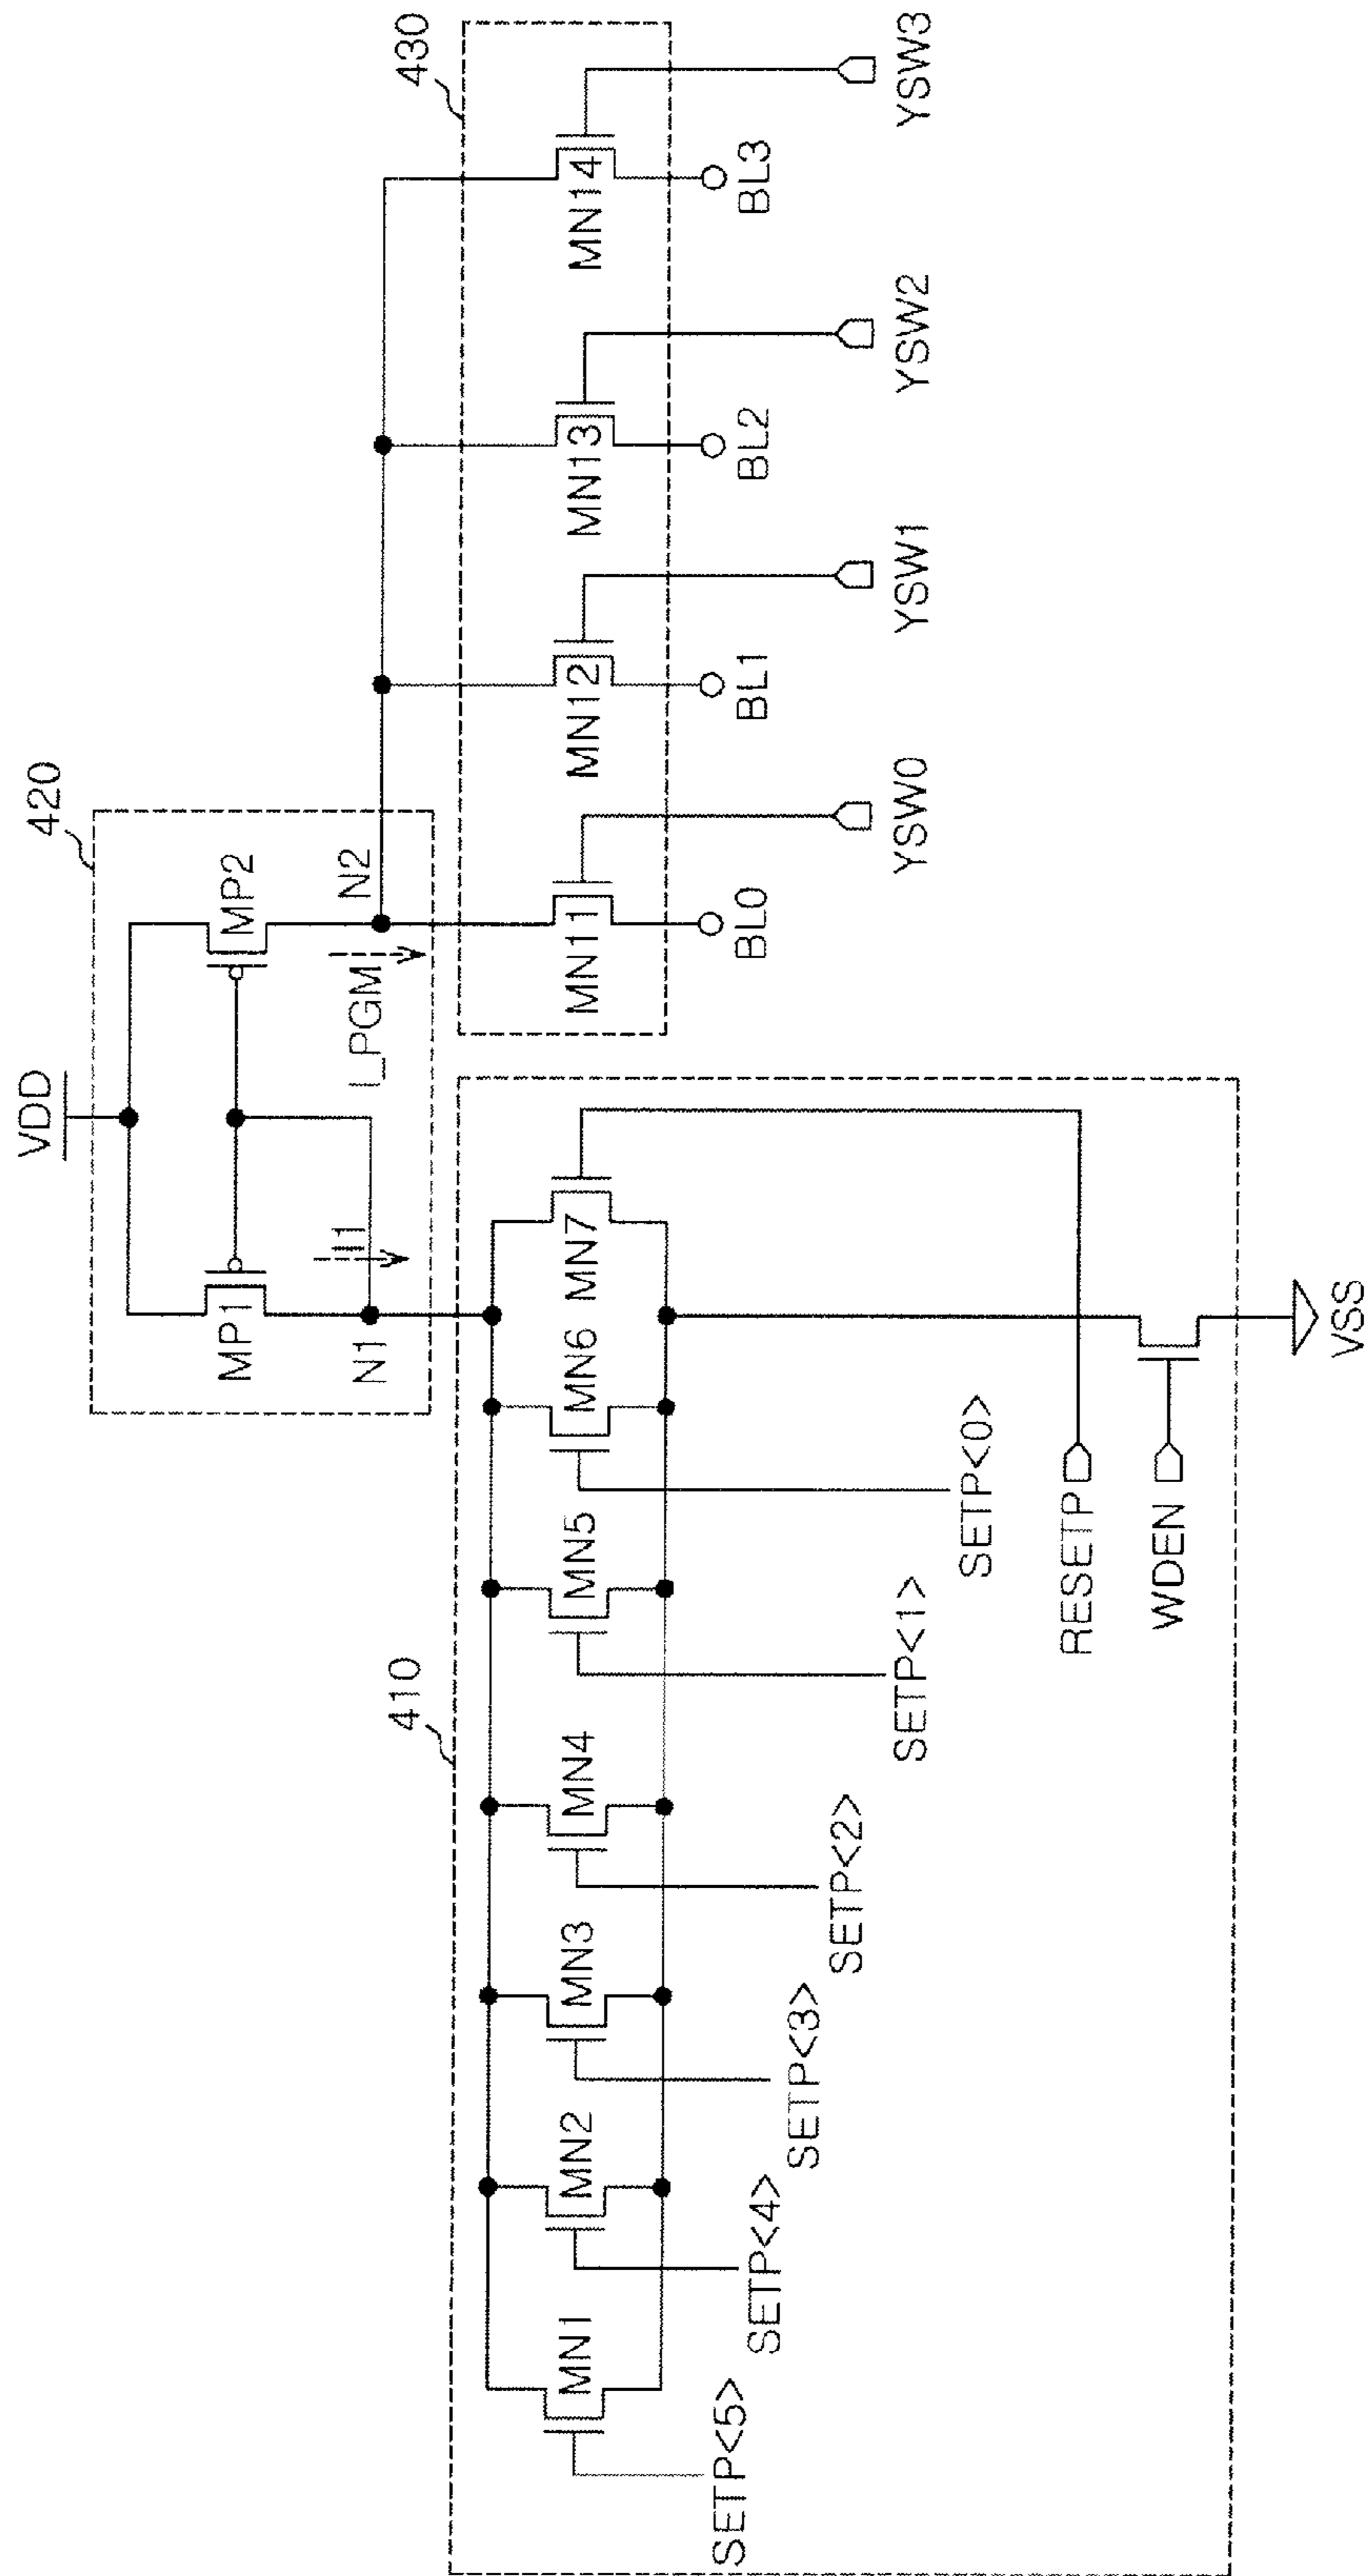 VDD
420
MP1
MP2
I1
I_PGM
N1
N2
430
MN11
MN12
MN13
MN14
BL0
BL1
BL2
BL3
YSW0
YSW1
YSW2
YSW3
410
MN1
MN2
MN3
MN4
MN5
MN6
MN7
SETP<5>
SETP<4>
SETP<3>
SETP<2>
SETP<1>
SETP<0>
RESETP
WDEN
VSS